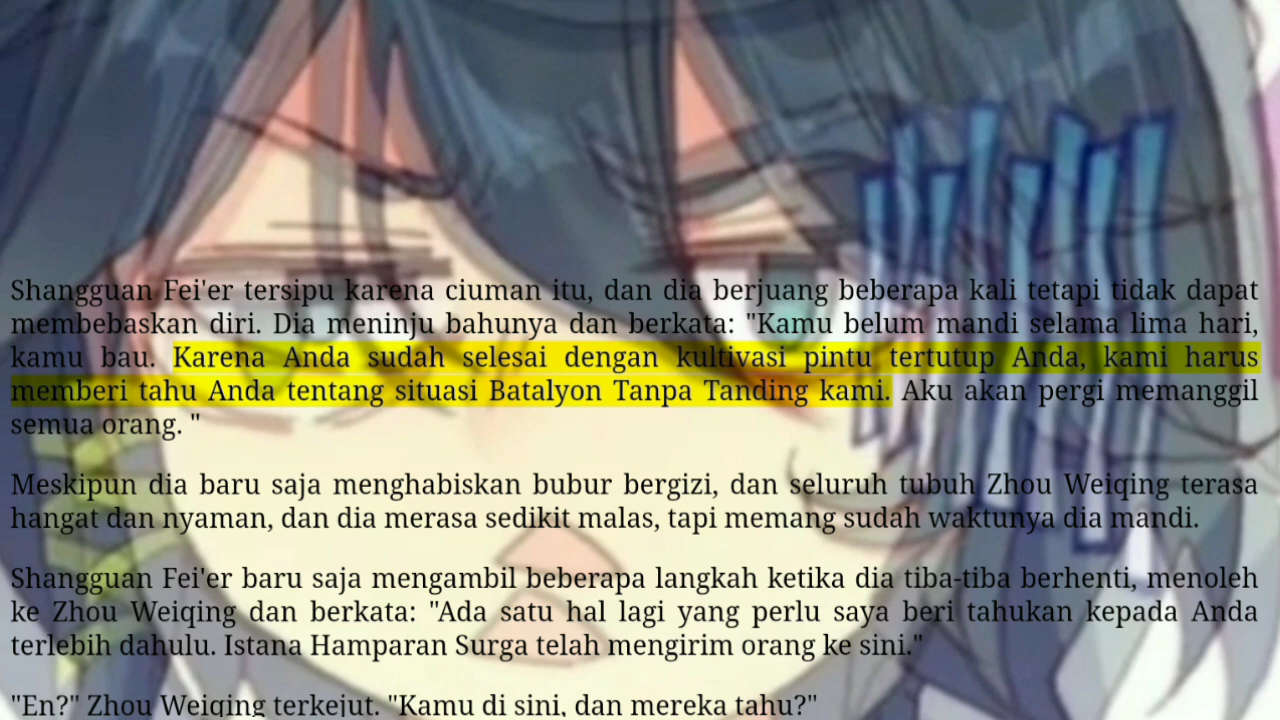 Shangguan Fei'er tersipu karena ciuman itu, dan dia berjuang beberapa kali tetapi tidak dapat
membebaskan diri. Dia meninju bahunya dan berkata: "Kamu belum mandi selama lima hari,
kamu bau. Karena Anda sudah selesai dengan kultivasi pintu tertutup Anda, kami harus
memberi tahu Anda tentang situasi Batalyon Tanpa Tanding kami. Aku akan pergi memanggil
semua orang. "
Meskipun dia baru saja menghabiskan bubur bergizi, dan seluruh tubuh Zhou Weiqing terasa
hangat dan nyaman, dan dia merasa sedikit malas, tapi memang sudah waktunya dia mandi.
Shangguan Fei'er baru saja mengambil beberapa langkah ketika dia tiba-tiba berhenti, menoleh
ke Zhou Weiqing dan berkata: "Ada satu hal lagi yang perlu saya beri tahukan kepada Anda
terlebih dahulu. Istana Hamparan Surga telah mengirim orang ke sini."
"En?" Zhou Weiqing terkejut. "Kamu di sini, dan mereka tahu?"